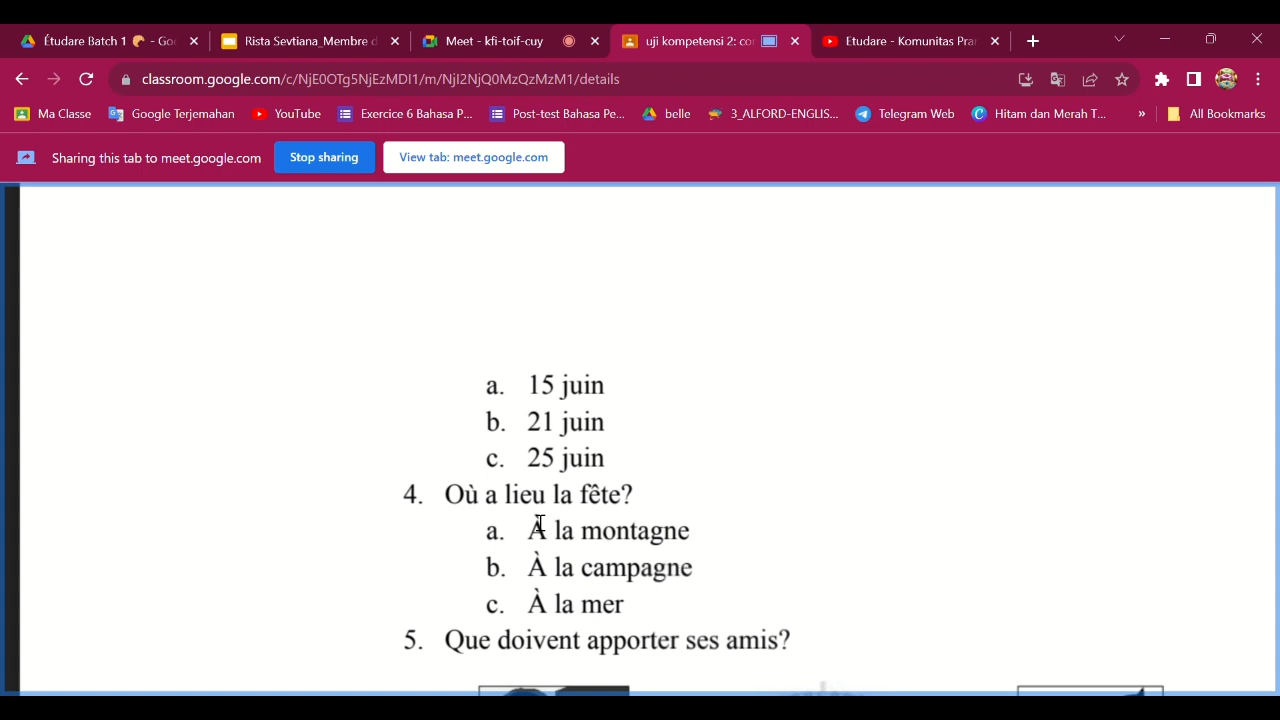 Étudare Batch 1 🥐 - Goo
Rista Sevtiana_Membre d
Meet - kfi-toif-cuy
uji kompetensi 2: co
Etudare - Komunitas Pra
classroom.google.com/c/NjE0OTg5NjEzMDI1/m/NjI2NjQ0MzQzMzM1/details
Ma Classe
Google Terjemahan
YouTube
Exercice 6 Bahasa P...
Post-test Bahasa Pe...
belle
3_ALFORD-ENGLIS...
Telegram Web
Hitam dan Merah T...
»
All Bookmarks
Sharing this tab to meet.google.com
Stop sharing
View tab: meet.google.com
a. 15 juin
b. 21 juin
c. 25 juin
4. Où a lieu la fête?
a. À la montagne
b. À la campagne
c. À la mer
5. Que doivent apporter ses amis?